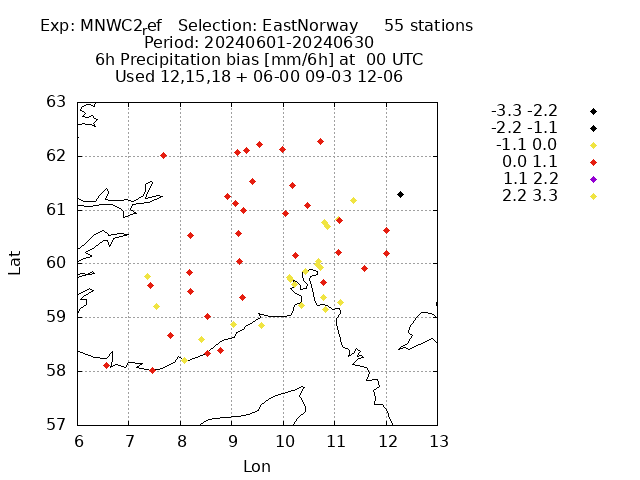 Exp: MNWC2ref Selection: EastNorway 55 stations
Period: 20240601-20240630
6h Precipitation bias [mm/6h] at 00 UTC
Used 12,15,18 + 06-00 09-03 12-06
-3.3 -2.2
-2.2 -1.1
-1.1 0.0
0.0 1.1
1.1 2.2
2.2 3.3
63
62
61
60
59
58
57
Lat
6 7 8 9 10 11 12 13
Lon